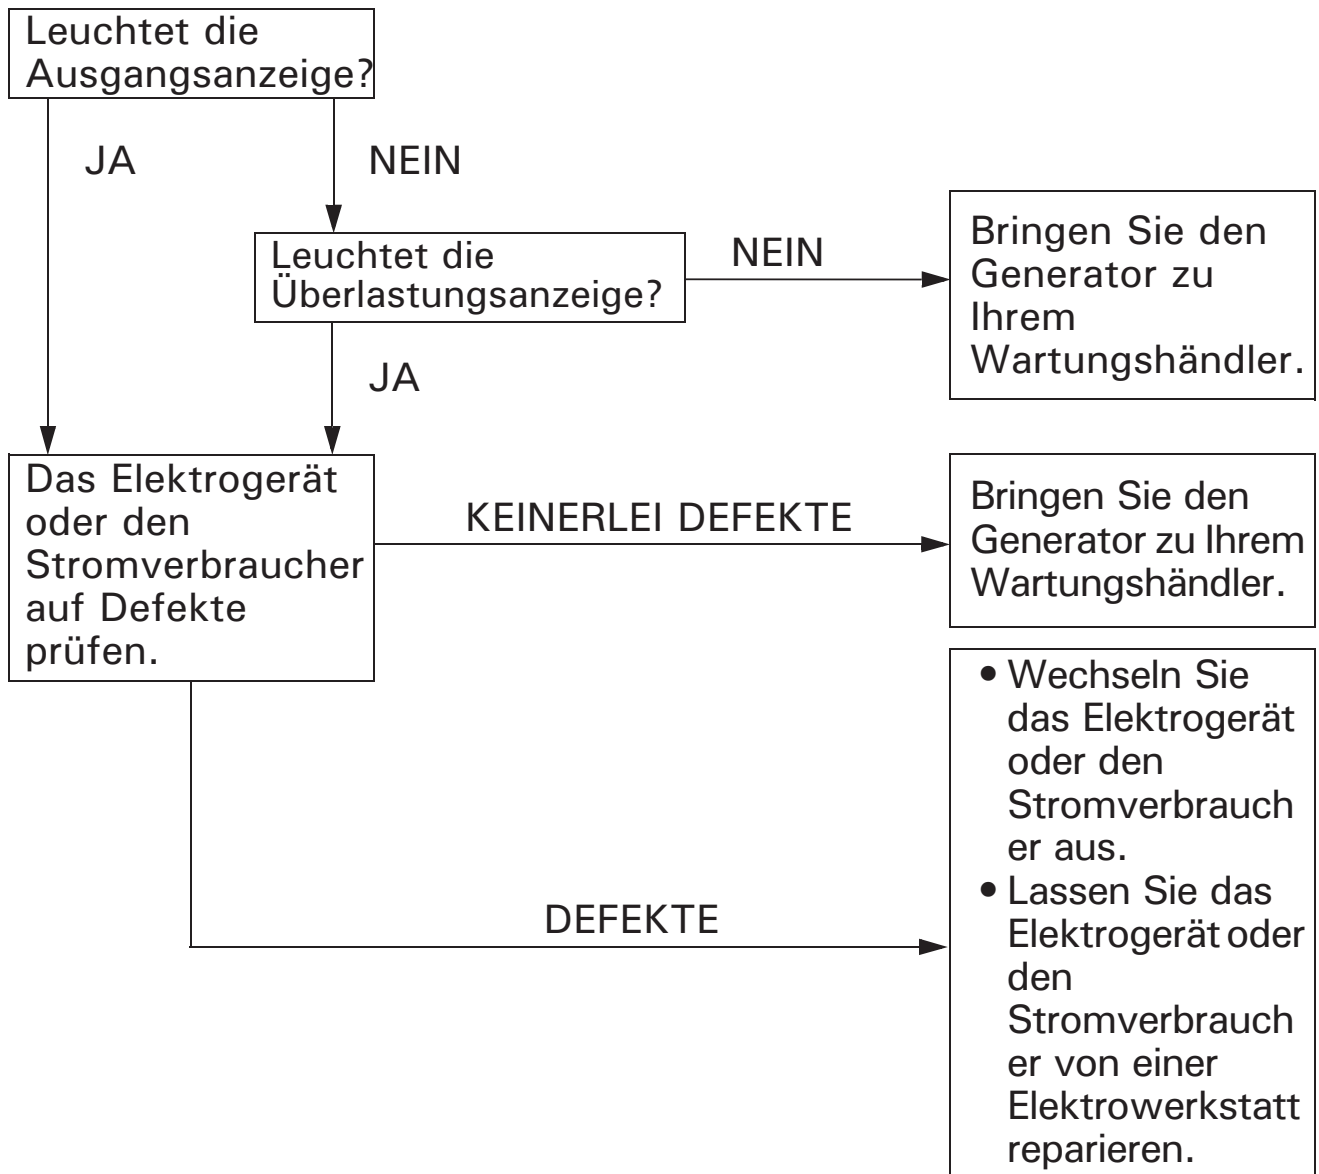 Leuchtet die
Ausgangsanzeige?
JA
NEIN
Leuchtet die
Überlastungsanzeige?
NEIN
Bringen Sie den
Generator zu
Ihrem
Wartungshändler.
JA
Das Elektrogerät
oder den
Stromverbraucher
auf Defekte
prüfen.
KEINERLEI DEFEKTE
Bringen Sie den
Generator zu Ihrem
Wartungshändler.
DEFEKTE
• Wechseln Sie
das Elektrogerät
oder den
Stromverbrauch
er aus.
• Lassen Sie das
Elektrogerät oder
den
Stromverbrauch
er von einer
Elektrowerkstatt
reparieren.